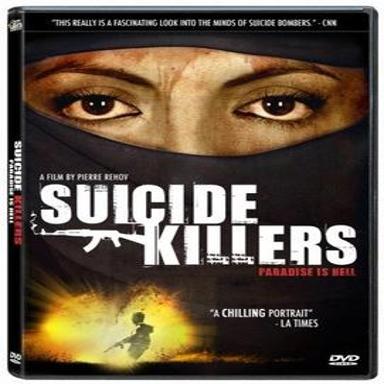 "THIS REALLY IS A FASCINATING LOOK INTO THE MINDS OF SUICIDE BOMBERS." - CNN
A FILM BY PIERRE REHOV
SUICIDE
KILLERS
PARADISE IS HELL
"A CHILLING PORTRAIT"
- LA TIMES
DVD
VIDEO
SUICIDE KILLERS
PARADISE IS HELL
DVD